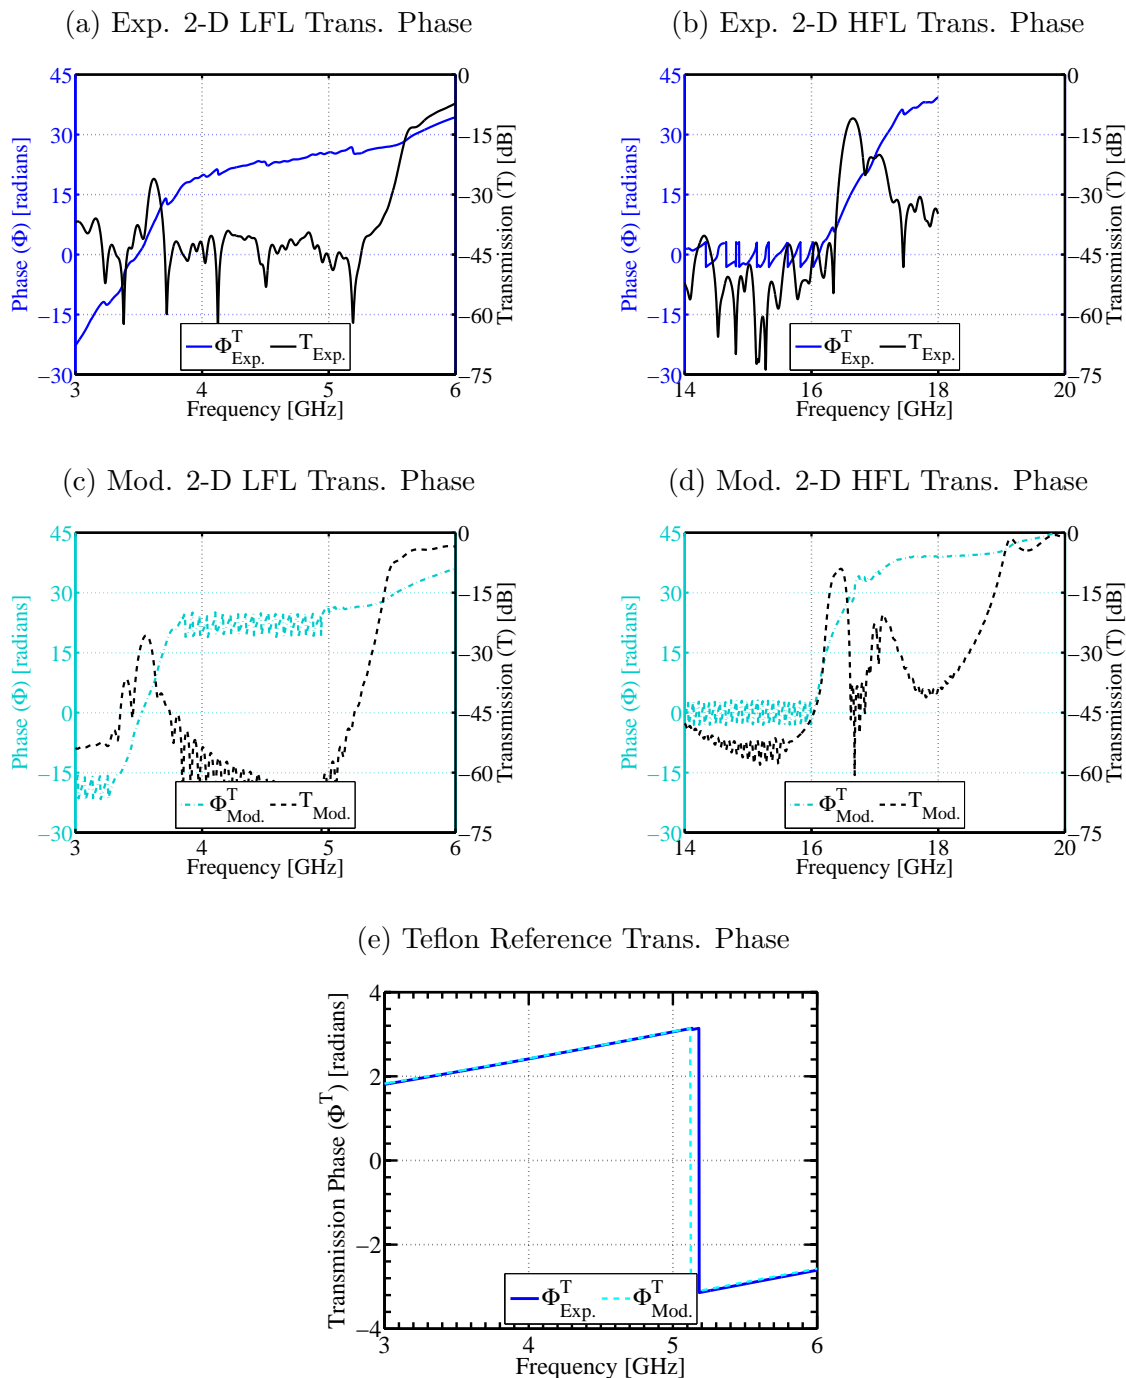 (a) Exp. 2-D LFL Trans. Phase
(b) Exp. 2-D HFL Trans. Phase
45
30
15
0
−15
−30
Phase (Φ) [radians]
0
−15
−30
−45
−60
−75
Transmission (T) [dB]
Φ^T_Exp. T_Exp.
3 4 5 6
Frequency [GHz]
45
30
15
0
−15
−30
Phase (Φ) [radians]
0
−15
−30
−45
−60
−75
Transmission (T) [dB]
Φ^T_Exp. T_Exp.
14 16 18 20
Frequency [GHz]
(c) Mod. 2-D LFL Trans. Phase
(d) Mod. 2-D HFL Trans. Phase
45
30
15
0
−15
−30
Phase (Φ) [radians]
0
−15
−30
−45
−60
−75
Transmission (T) [dB]
Φ^T_Mod. T_Mod.
3 4 5 6
Frequency [GHz]
45
30
15
0
−15
−30
Phase (Φ) [radians]
0
−15
−30
−45
−60
−75
Transmission (T) [dB]
Φ^T_Mod. T_Mod.
14 16 18 20
Frequency [GHz]
(e) Teflon Reference Trans. Phase
4
2
0
−2
−4
Transmission Phase (Φ^T) [radians]
Φ^T_Exp. Φ^T_Mod.
3 4 5 6
Frequency [GHz]